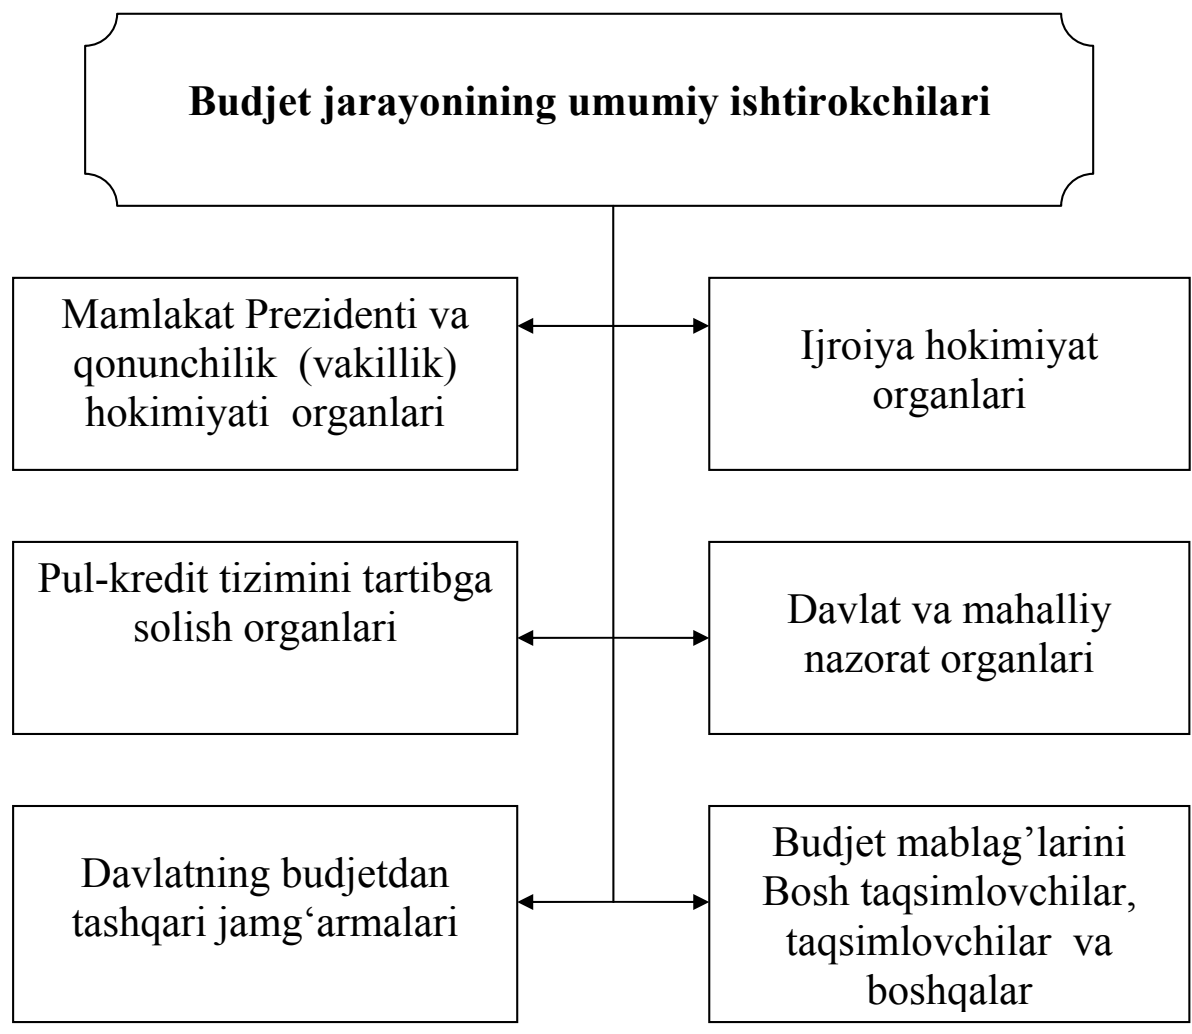 Budjet jarayonining umumiy ishtirokchilari
Mamlakat Prezidenti va
qonunchilik (vakillik)
hokimiyati organlari
Ijroiya hokimiyat
organlari
Pul-kredit tizimini tartibga
solish organlari
Davlat va mahalliy
nazorat organlari
Davlatning budjetdan
tashqari jamg‘armalari
Budjet mablag’larini
Bosh taqsimlovchilar,
taqsimlovchilar va
boshqalar